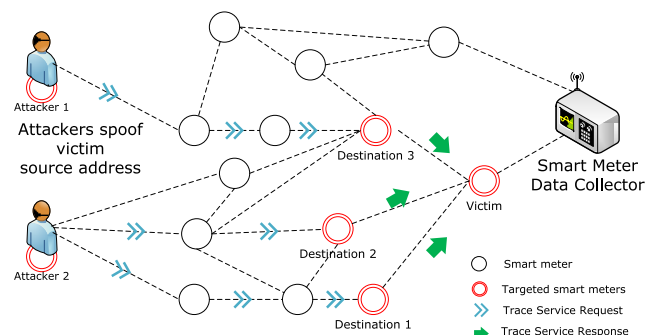 Attacker 1
Attackers spoof
victim
source address
Destination 3
Smart Meter
Data Collector
Victim
Destination 2
Attacker 2
Destination 1
Smart meter
Targeted smart meters
Trace Service Request
Trace Service Response